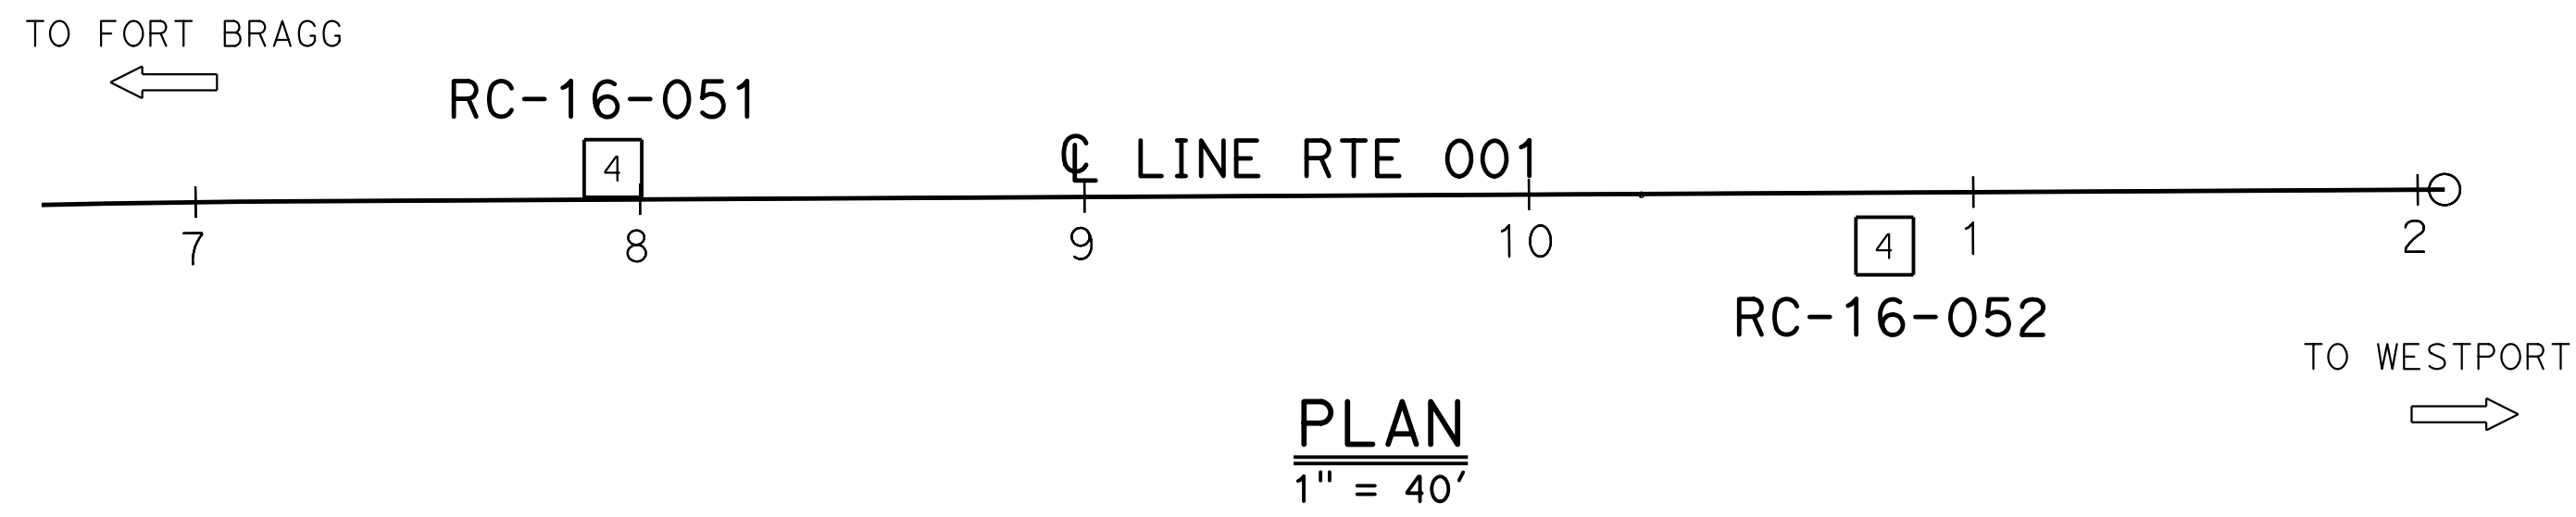 TO FORT BRAGG
RC-16-051
4
℄ LINE RTE 001
7 8 9 10 1 2
4
RC-16-052
TO WESTPORT
PLAN
1" = 40'